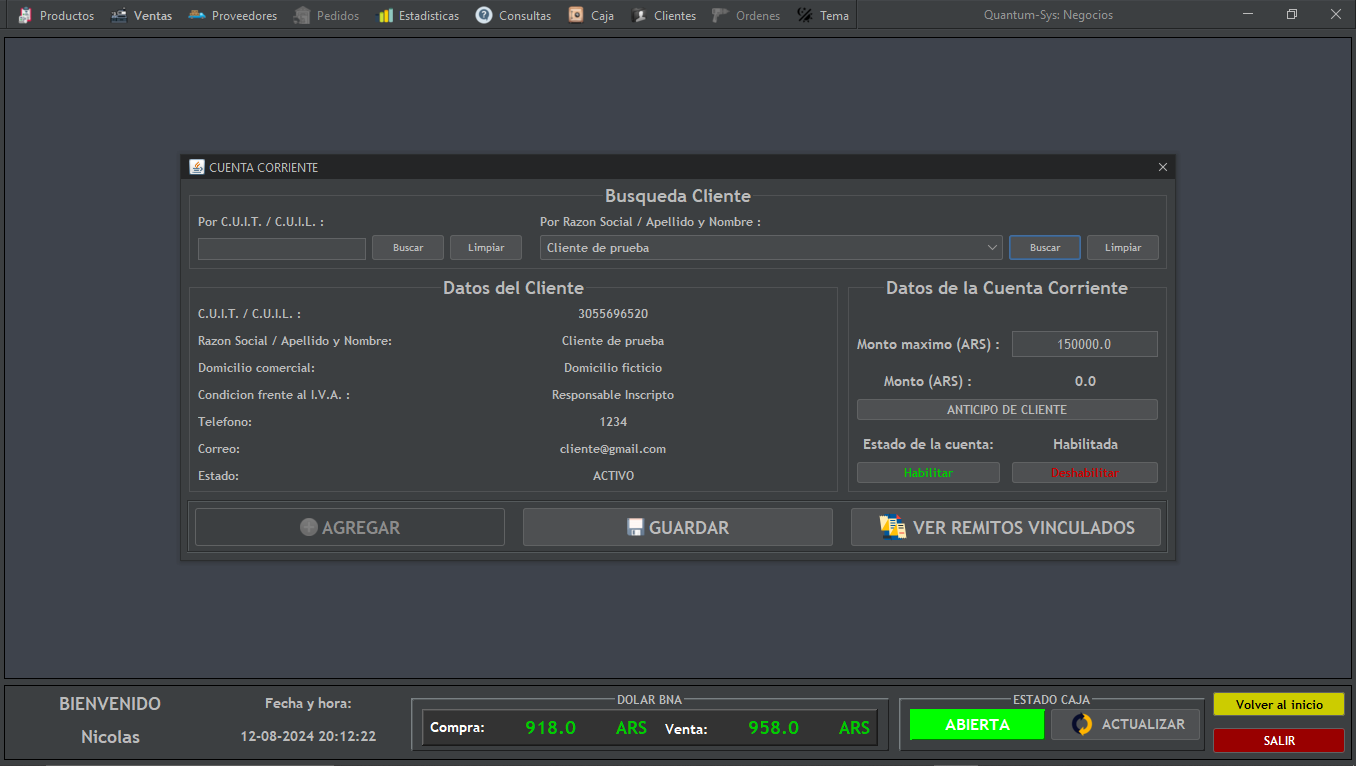 Productos Ventas Proveedores Pedidos Estadisticas Consultas Caja Clientes Ordenes Tema Quantum-Sys: Negocios
CUENTA CORRIENTE
Busqueda Cliente
Por C.U.I.T. / C.U.I.L. : Por Razon Social / Apellido y Nombre :
Buscar Limpiar Cliente de prueba Buscar Limpiar
Datos del Cliente
C.U.I.T. / C.U.I.L. : 3055696520
Razon Social / Apellido y Nombre: Cliente de prueba
Domicilio comercial: Domicilio ficticio
Condicion frente al I.V.A. : Responsable Inscripto
Telefono: 1234
Correo: cliente@gmail.com
Estado: ACTIVO
Datos de la Cuenta Corriente
Monto maximo (ARS) : 150000.0
Monto (ARS) : 0.0
ANTICIPO DE CLIENTE
Estado de la cuenta: Habilitada
Habilitar Deshabilitar
AGREGAR GUARDAR VER REMITOS VINCULADOS
BIENVENIDO
Nicolas
Fecha y hora:
12-08-2024 20:12:22
DOLAR BNA
Compra: 918.0 ARS Venta: 958.0 ARS
ESTADO CAJA
ABIERTA ACTUALIZAR
Volver al inicio
SALIR